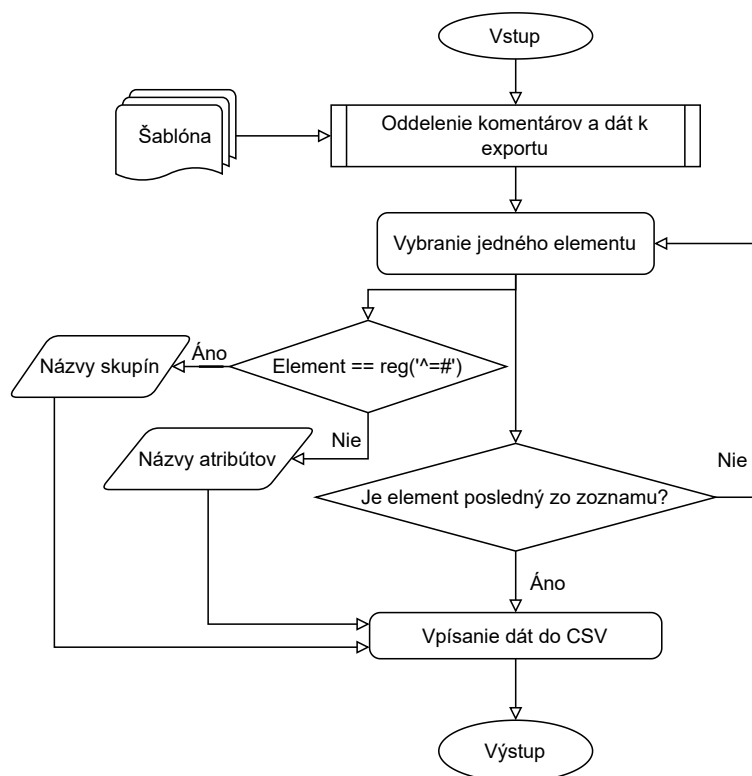 Vstup
Šablóna
Oddelenie komentárov a dát k
exportu
Vybranie jedného elementu
Názvy skupín
Áno
Element == reg('^=#')
Nie
Názvy atribútov
Je element posledný zo zoznamu?
Nie
Áno
Vpísanie dát do CSV
Výstup